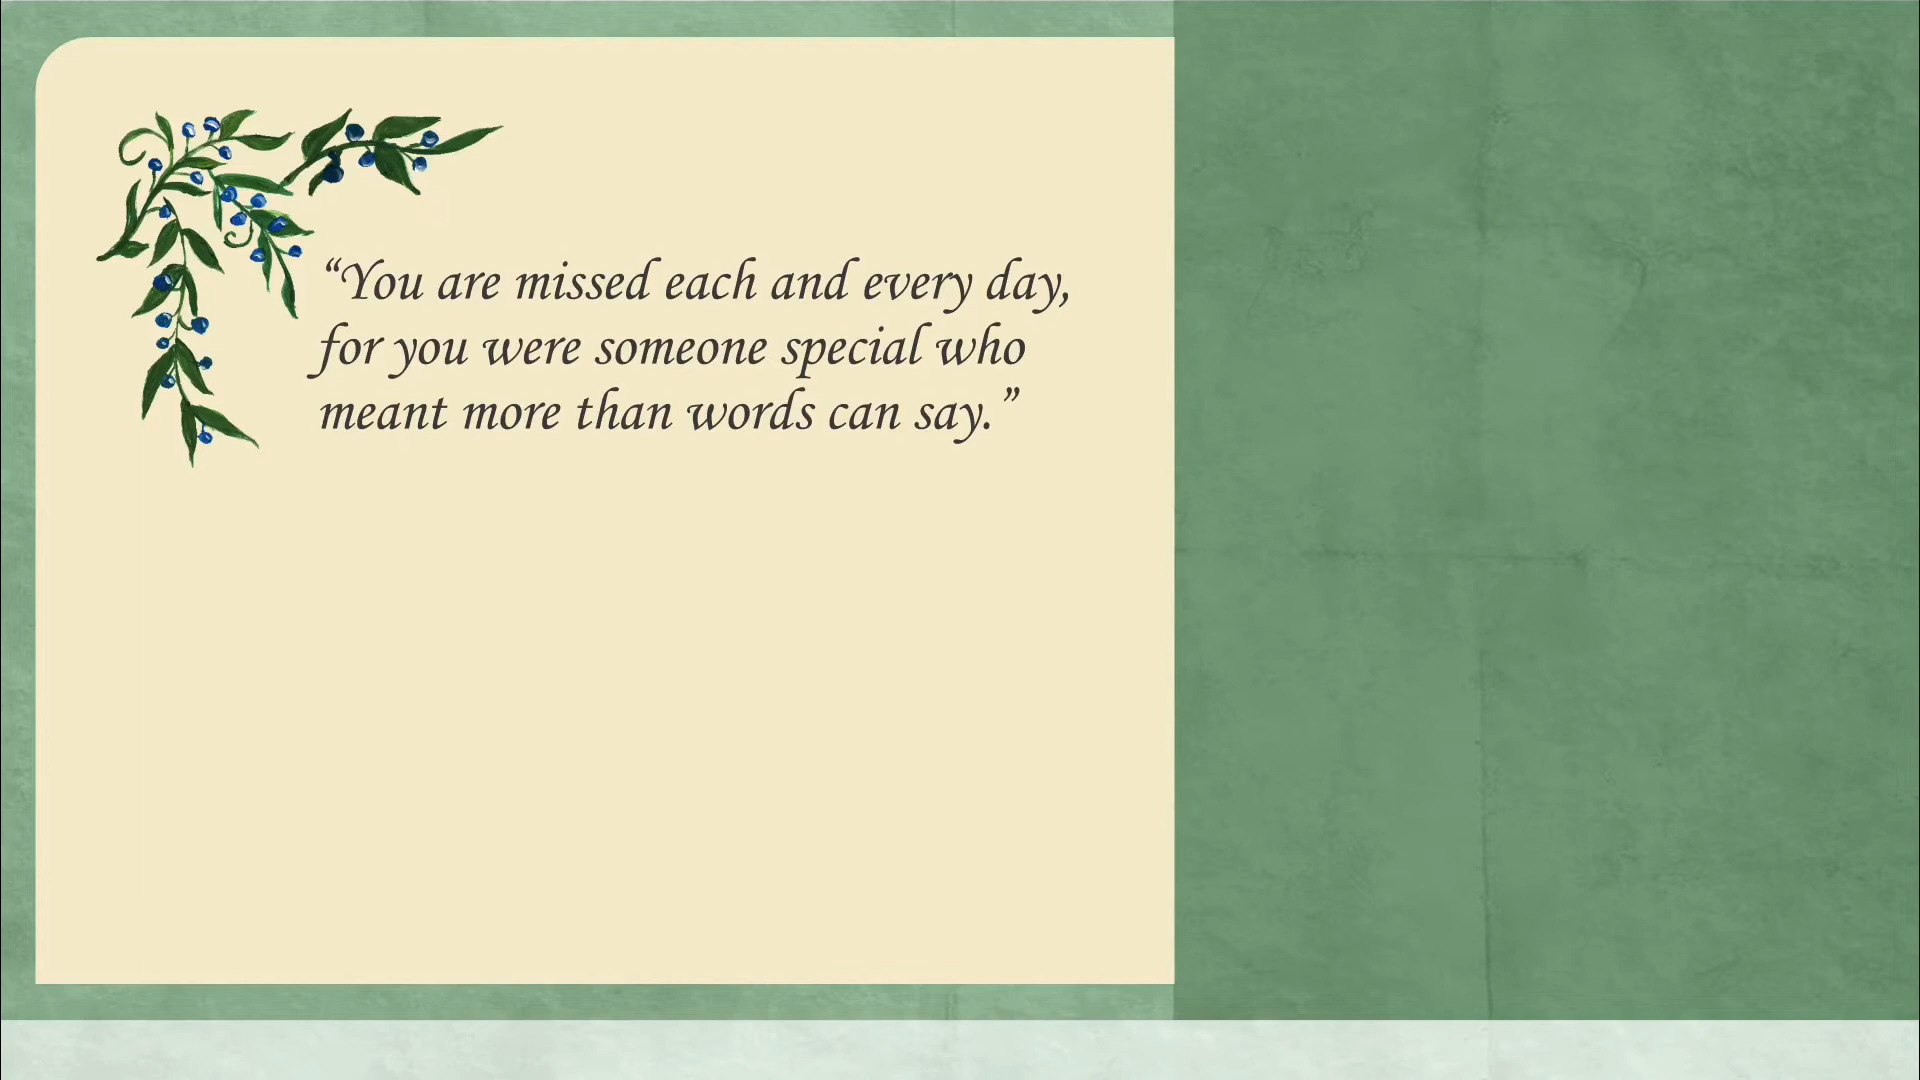 “You are missed each and every day,
for you were someone special who
meant more than words can say.”